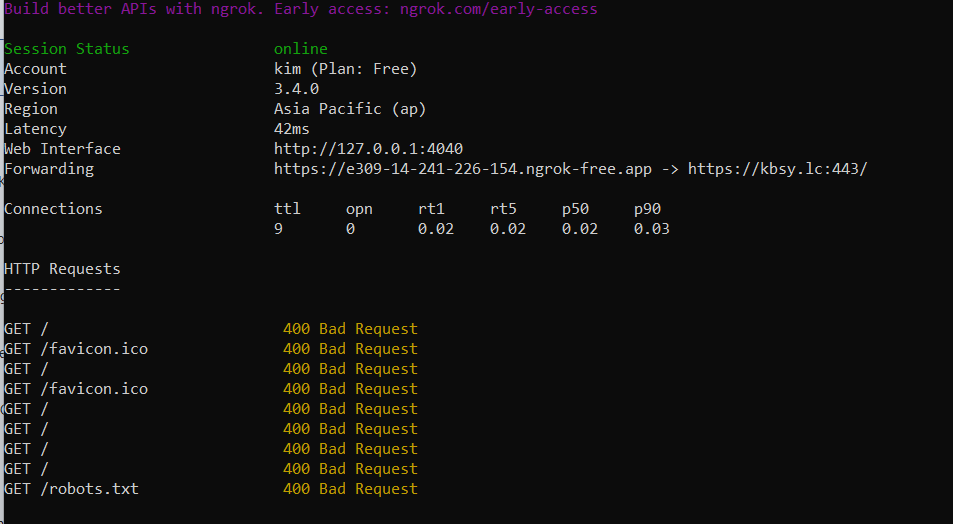 Build better APIs with ngrok. Early access: ngrok.com/early-access
Session Status online
Account kim (Plan: Free)
Version 3.4.0
Region Asia Pacific (ap)
Latency 42ms
Web Interface http://127.0.0.1:4040
Forwarding https://e309-14-241-226-154.ngrok-free.app -> https://kbsy.lc:443/
Connections ttl opn rt1 rt5 p50 p90
9 0 0.02 0.02 0.02 0.03
HTTP Requests
-------------
GET / 400 Bad Request
GET /favicon.ico 400 Bad Request
GET / 400 Bad Request
GET /favicon.ico 400 Bad Request
GET / 400 Bad Request
GET / 400 Bad Request
GET / 400 Bad Request
GET / 400 Bad Request
GET /robots.txt 400 Bad Request